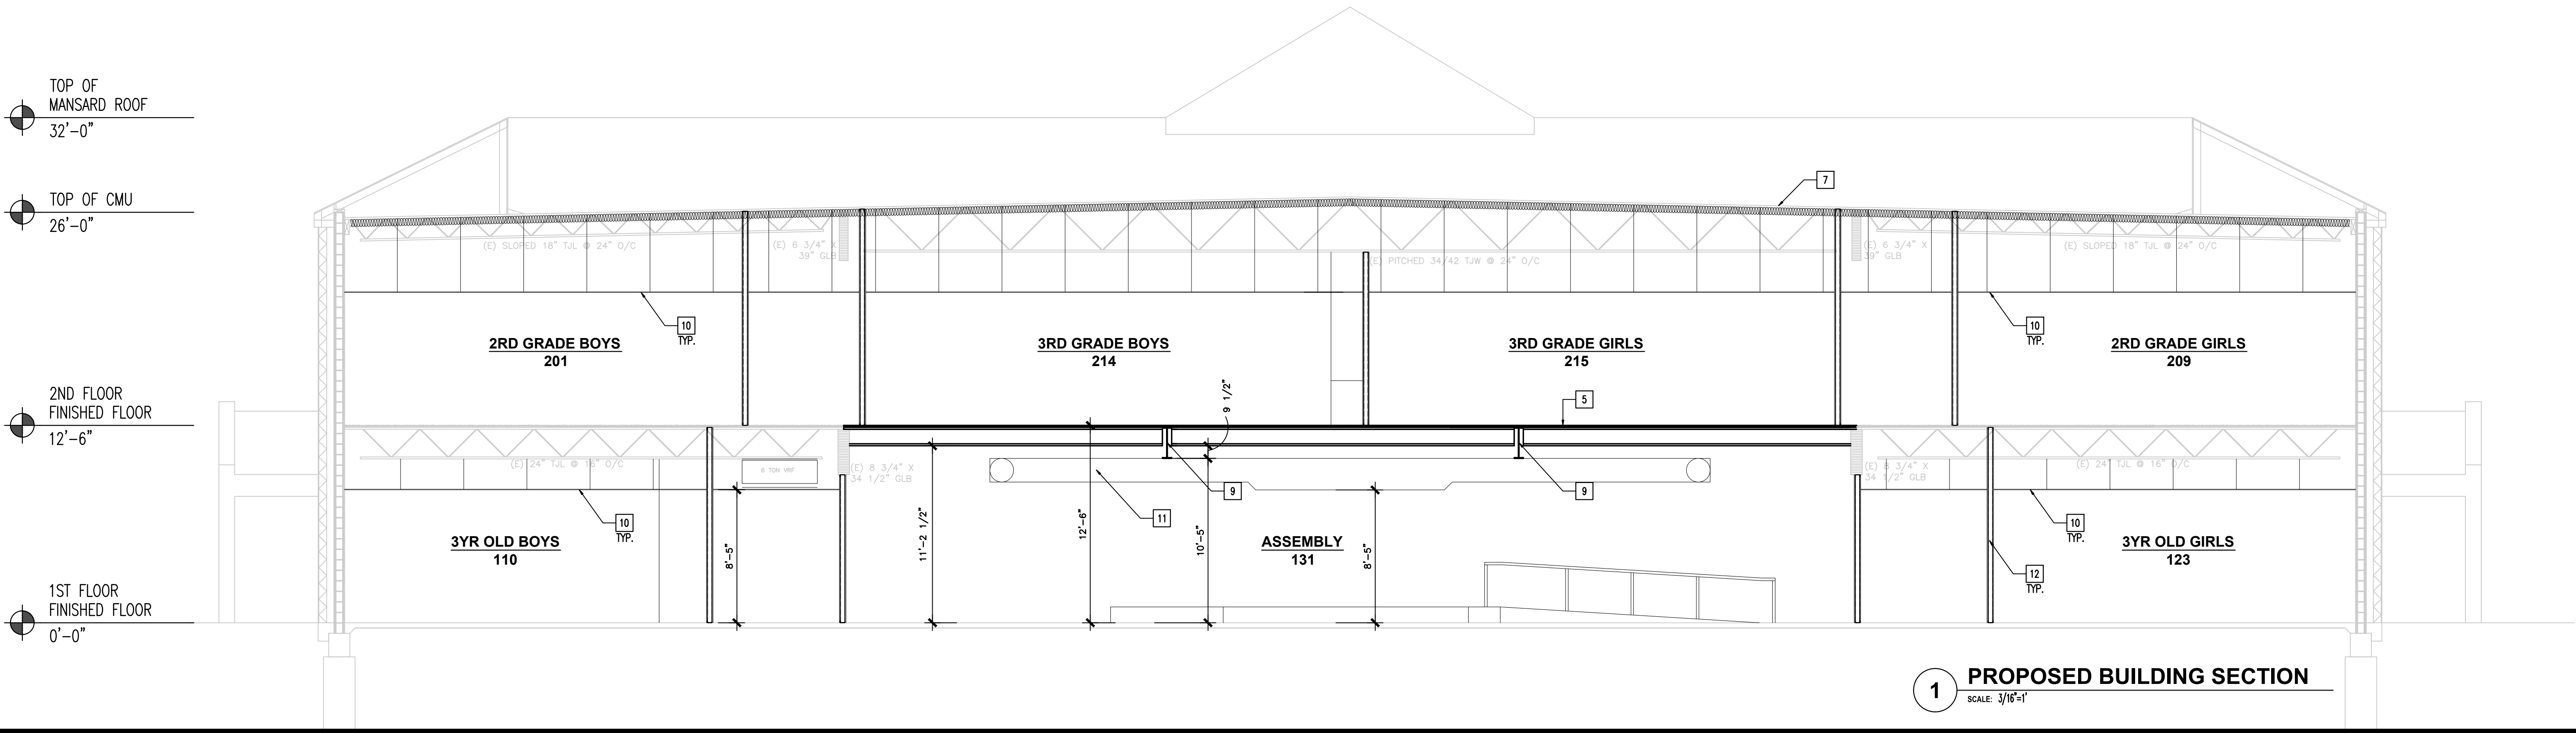 TOP OF
MANSARD ROOF
32'-0"
TOP OF CMU
26'-0"
2ND FLOOR
FINISHED FLOOR
12'-6"
1ST FLOOR
FINISHED FLOOR
0'-0"
7
(E) SLOPED 18" TJL @ 24" O/C
(E) 6 3/4" X
39" GLB
(E) PITCHED 34/42 TJW @ 24" O/C
(E) 6 3/4" X
39" GLB
(E) SLOPED 18" TJL @ 24" O/C
10
TYP.
10
TYP.
2RD GRADE BOYS
201
3RD GRADE BOYS
214
3RD GRADE GIRLS
215
2RD GRADE GIRLS
209
9 1/2"
5
(E) 24" TJL @ 16" O/C
8 TON VRF
(E) 8 3/4" X
34 1/2" GLB
(E) 8 3/4" X
34 1/2" GLB
(E) 24" TJL @ 16" O/C
9
9
11
10
TYP.
10
TYP.
3YR OLD BOYS
110
8'-5"
11'-2 1/2"
12'-6"
10'-5"
ASSEMBLY
131
8'-5"
3YR OLD GIRLS
123
12
TYP.
1
PROPOSED BUILDING SECTION
SCALE: 3/16"=1'